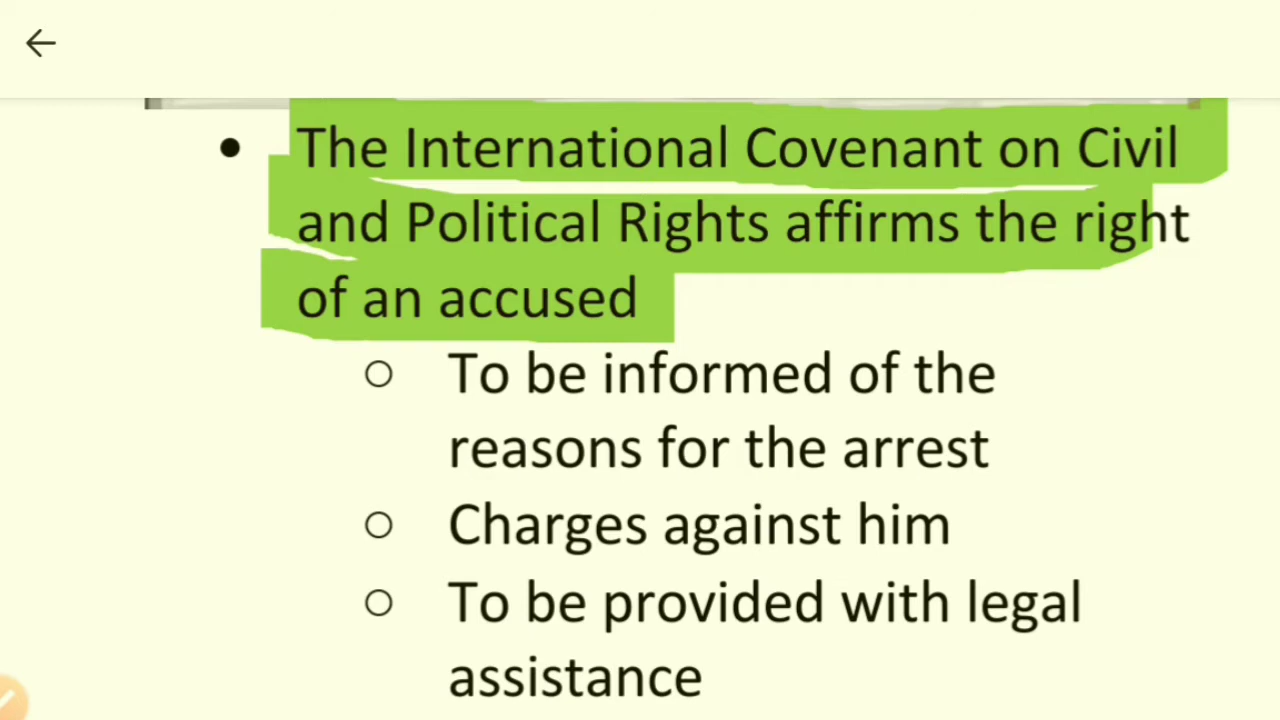 The International Covenant on Civil
and Political Rights affirms the right
of an accused
To be informed of the
reasons for the arrest
Charges against him
To be provided with legal
assistance